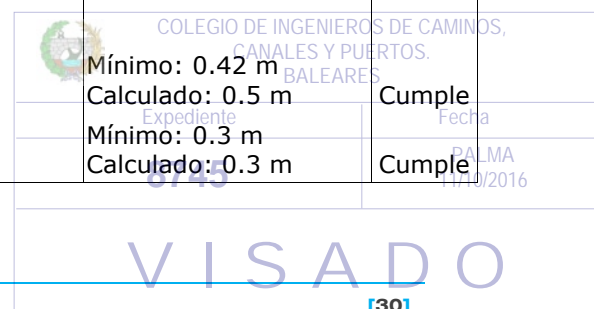 COLEGIO DE INGENIEROS DE CAMINOS,
CANALES Y PUERTOS.
BALEARES
Mínimo: 0.42 m
Calculado: 0.5 m Cumple
Expediente Fecha
Mínimo: 0.3 m
Calculado: 0.3 m Cumple
6745 PALMA
11/10/2016
VISADO
[30]